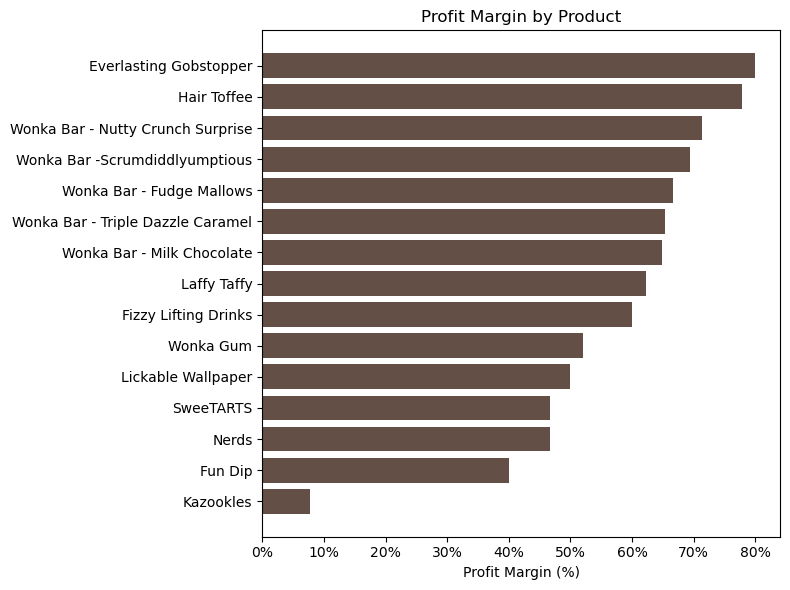 Profit Margin by Product
Everlasting Gobstopper
Hair Toffee
Wonka Bar - Nutty Crunch Surprise
Wonka Bar -Scrumdiddlyumptious
Wonka Bar - Fudge Mallows
Wonka Bar - Triple Dazzle Caramel
Wonka Bar - Milk Chocolate
Laffy Taffy
Fizzy Lifting Drinks
Wonka Gum
Lickable Wallpaper
SweeTARTS
Nerds
Fun Dip
Kazookles
0% 10% 20% 30% 40% 50% 60% 70% 80%
Profit Margin (%)